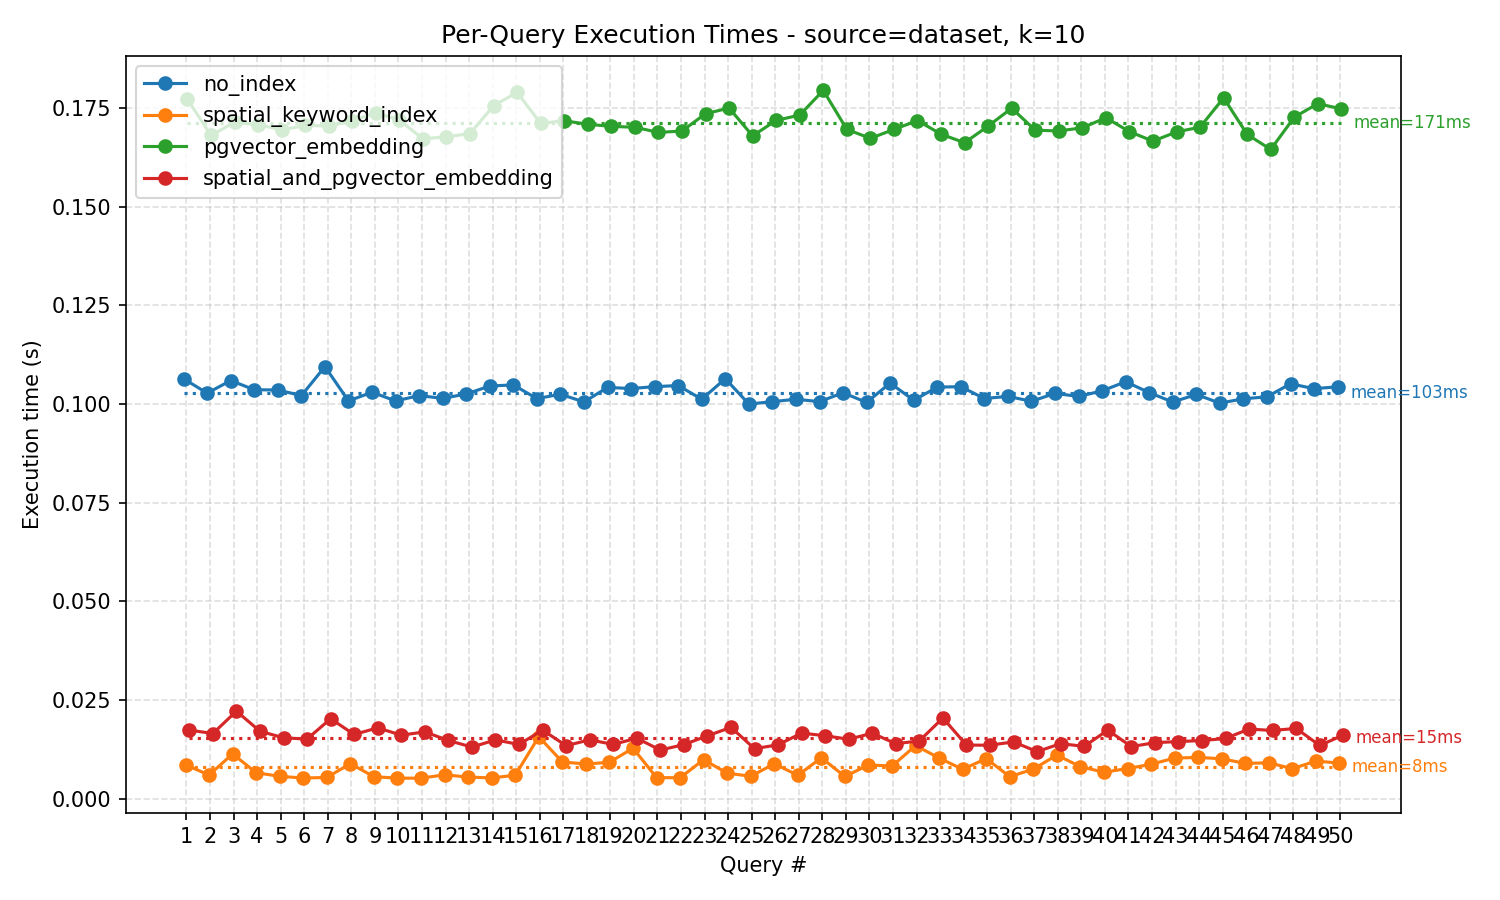 Per-Query Execution Times - source=dataset, k=10
no_index
spatial_keyword_index
pgvector_embedding
spatial_and_pgvector_embedding
0.175
0.150
0.125
0.100
0.075
0.050
0.025
0.000
Execution time (s)
mean=171ms
mean=103ms
mean=15ms
mean=8ms
1 2 3 4 5 6 7 8 9 10 11 12 13 14 15 16 17 18 19 20 21 22 23 24 25 26 27 28 29 30 31 32 33 34 35 36 37 38 39 40 41 42 43 44 45 46 47 48 49 50
Query #